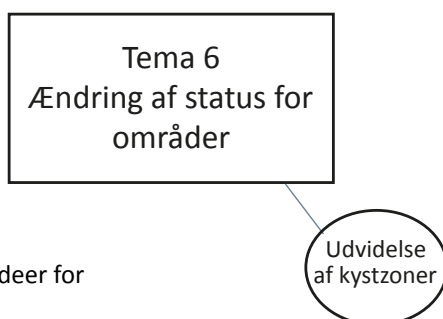 Tema 6
Ændring af status for
områder
Udvidelse
af kystzoner
deer for